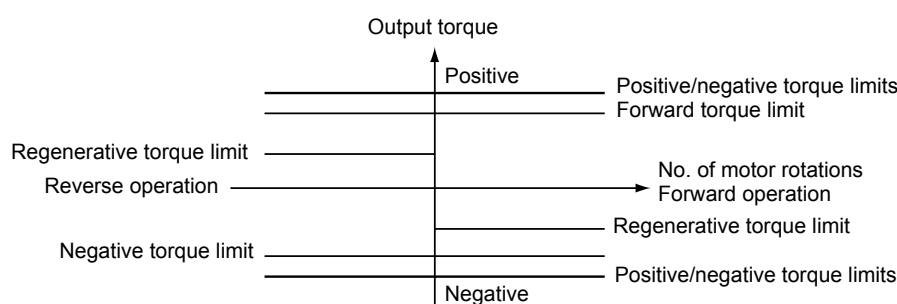 Output torque
Positive
Positive/negative torque limits
Forward torque limit
Regenerative torque limit
Reverse operation
No. of motor rotations
Forward operation
Regenerative torque limit
Negative torque limit
Positive/negative torque limits
Negative